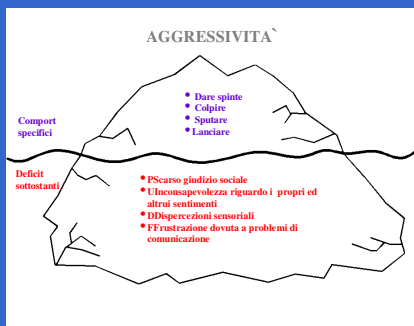 AGGRESSIVITA`
• Dare spinte
• Colpire
• Sputare
• Lanciare
Comport
specifici
Deficit
sottostanti
• PScarso giudizio sociale
• UInconsapevolezza riguardo i propri ed
altrui sentimenti
• DDispercezioni sensoriali
• FFrustrazione dovuta a problemi di
comunicazione